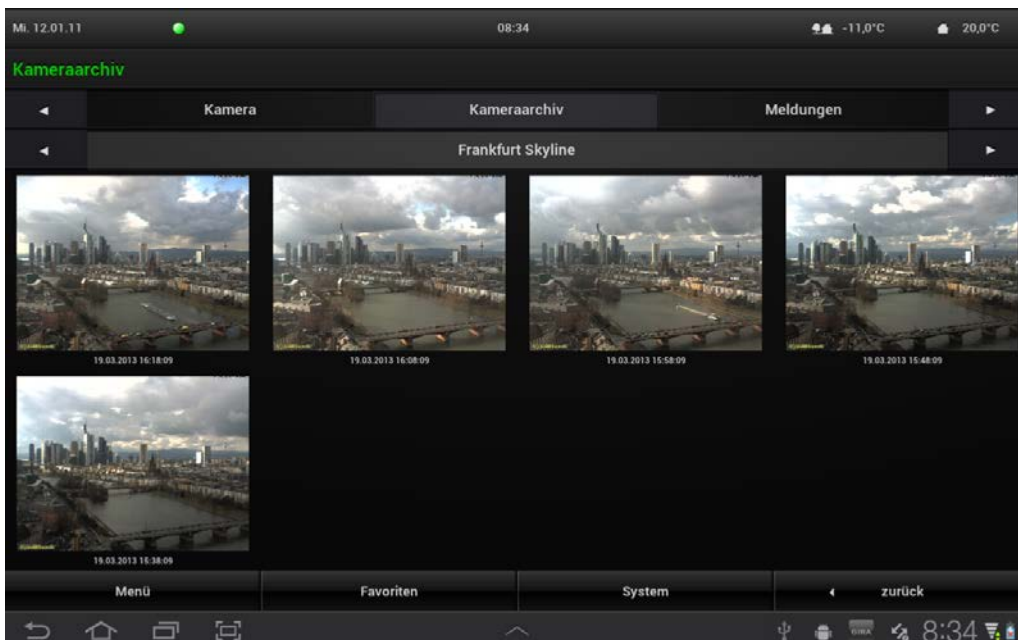 Mi. 12.01.11 08:34 -11,0°C 20,0°C
Kameraarchiv
Kamera Kameraarchiv Meldungen
Frankfurt Skyline
19.03.2013 16:18:09 19.03.2013 16:08:09 19.03.2013 15:58:09 19.03.2013 15:48:09
19.03.2013 15:38:09
Menü Favoriten System zurück
GIRA 8:34